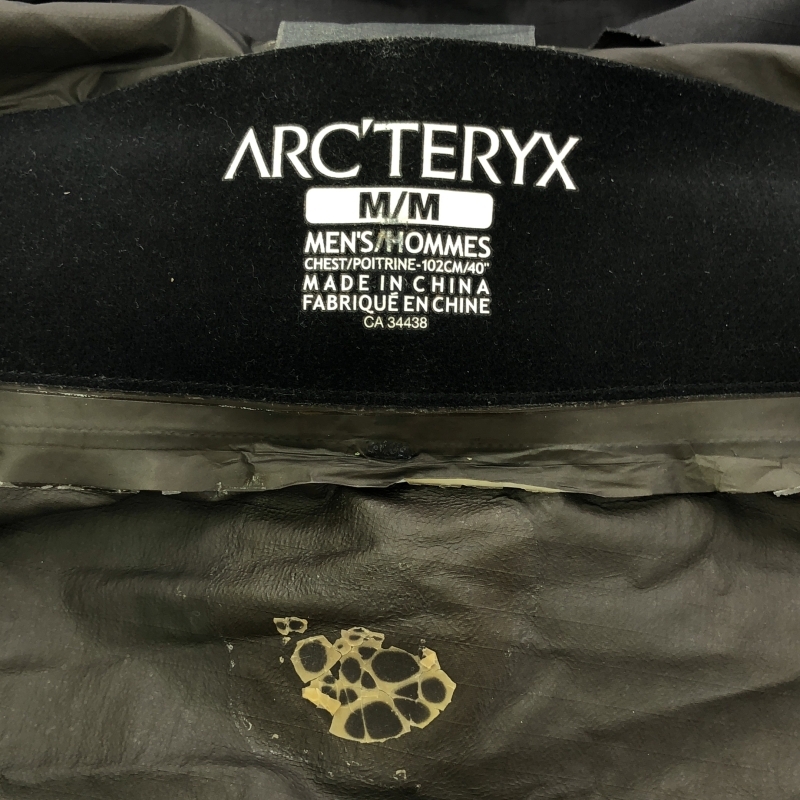 ARC'TERYX
M/M
MEN'S/HOMMES
CHEST/POITRINE-102CM/40"
MADE IN CHINA
FABRIQUÉ EN CHINE
CA 34438